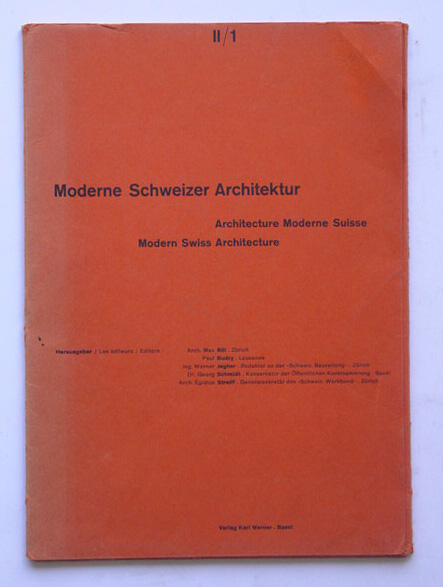 II/1
Moderne Schweizer Architektur
Architecture Moderne Suisse
Modern Swiss Architecture
Herausgeber / Les éditeurs / Editors : Arch. Max Bill . Zürich
Paul Budry . Lausanne
Ing. Werner Jegher . Redaktor an der «Schweiz. Bauzeitung» . Zürich
Dr. Georg Schmidt . Konservator der Öffentlichen Kunstsammlung . Basel
Arch. Egidius Streiff . Generalsekretär des «Schweiz. Werkbund» . Zürich
Verlag Karl Werner . Basel